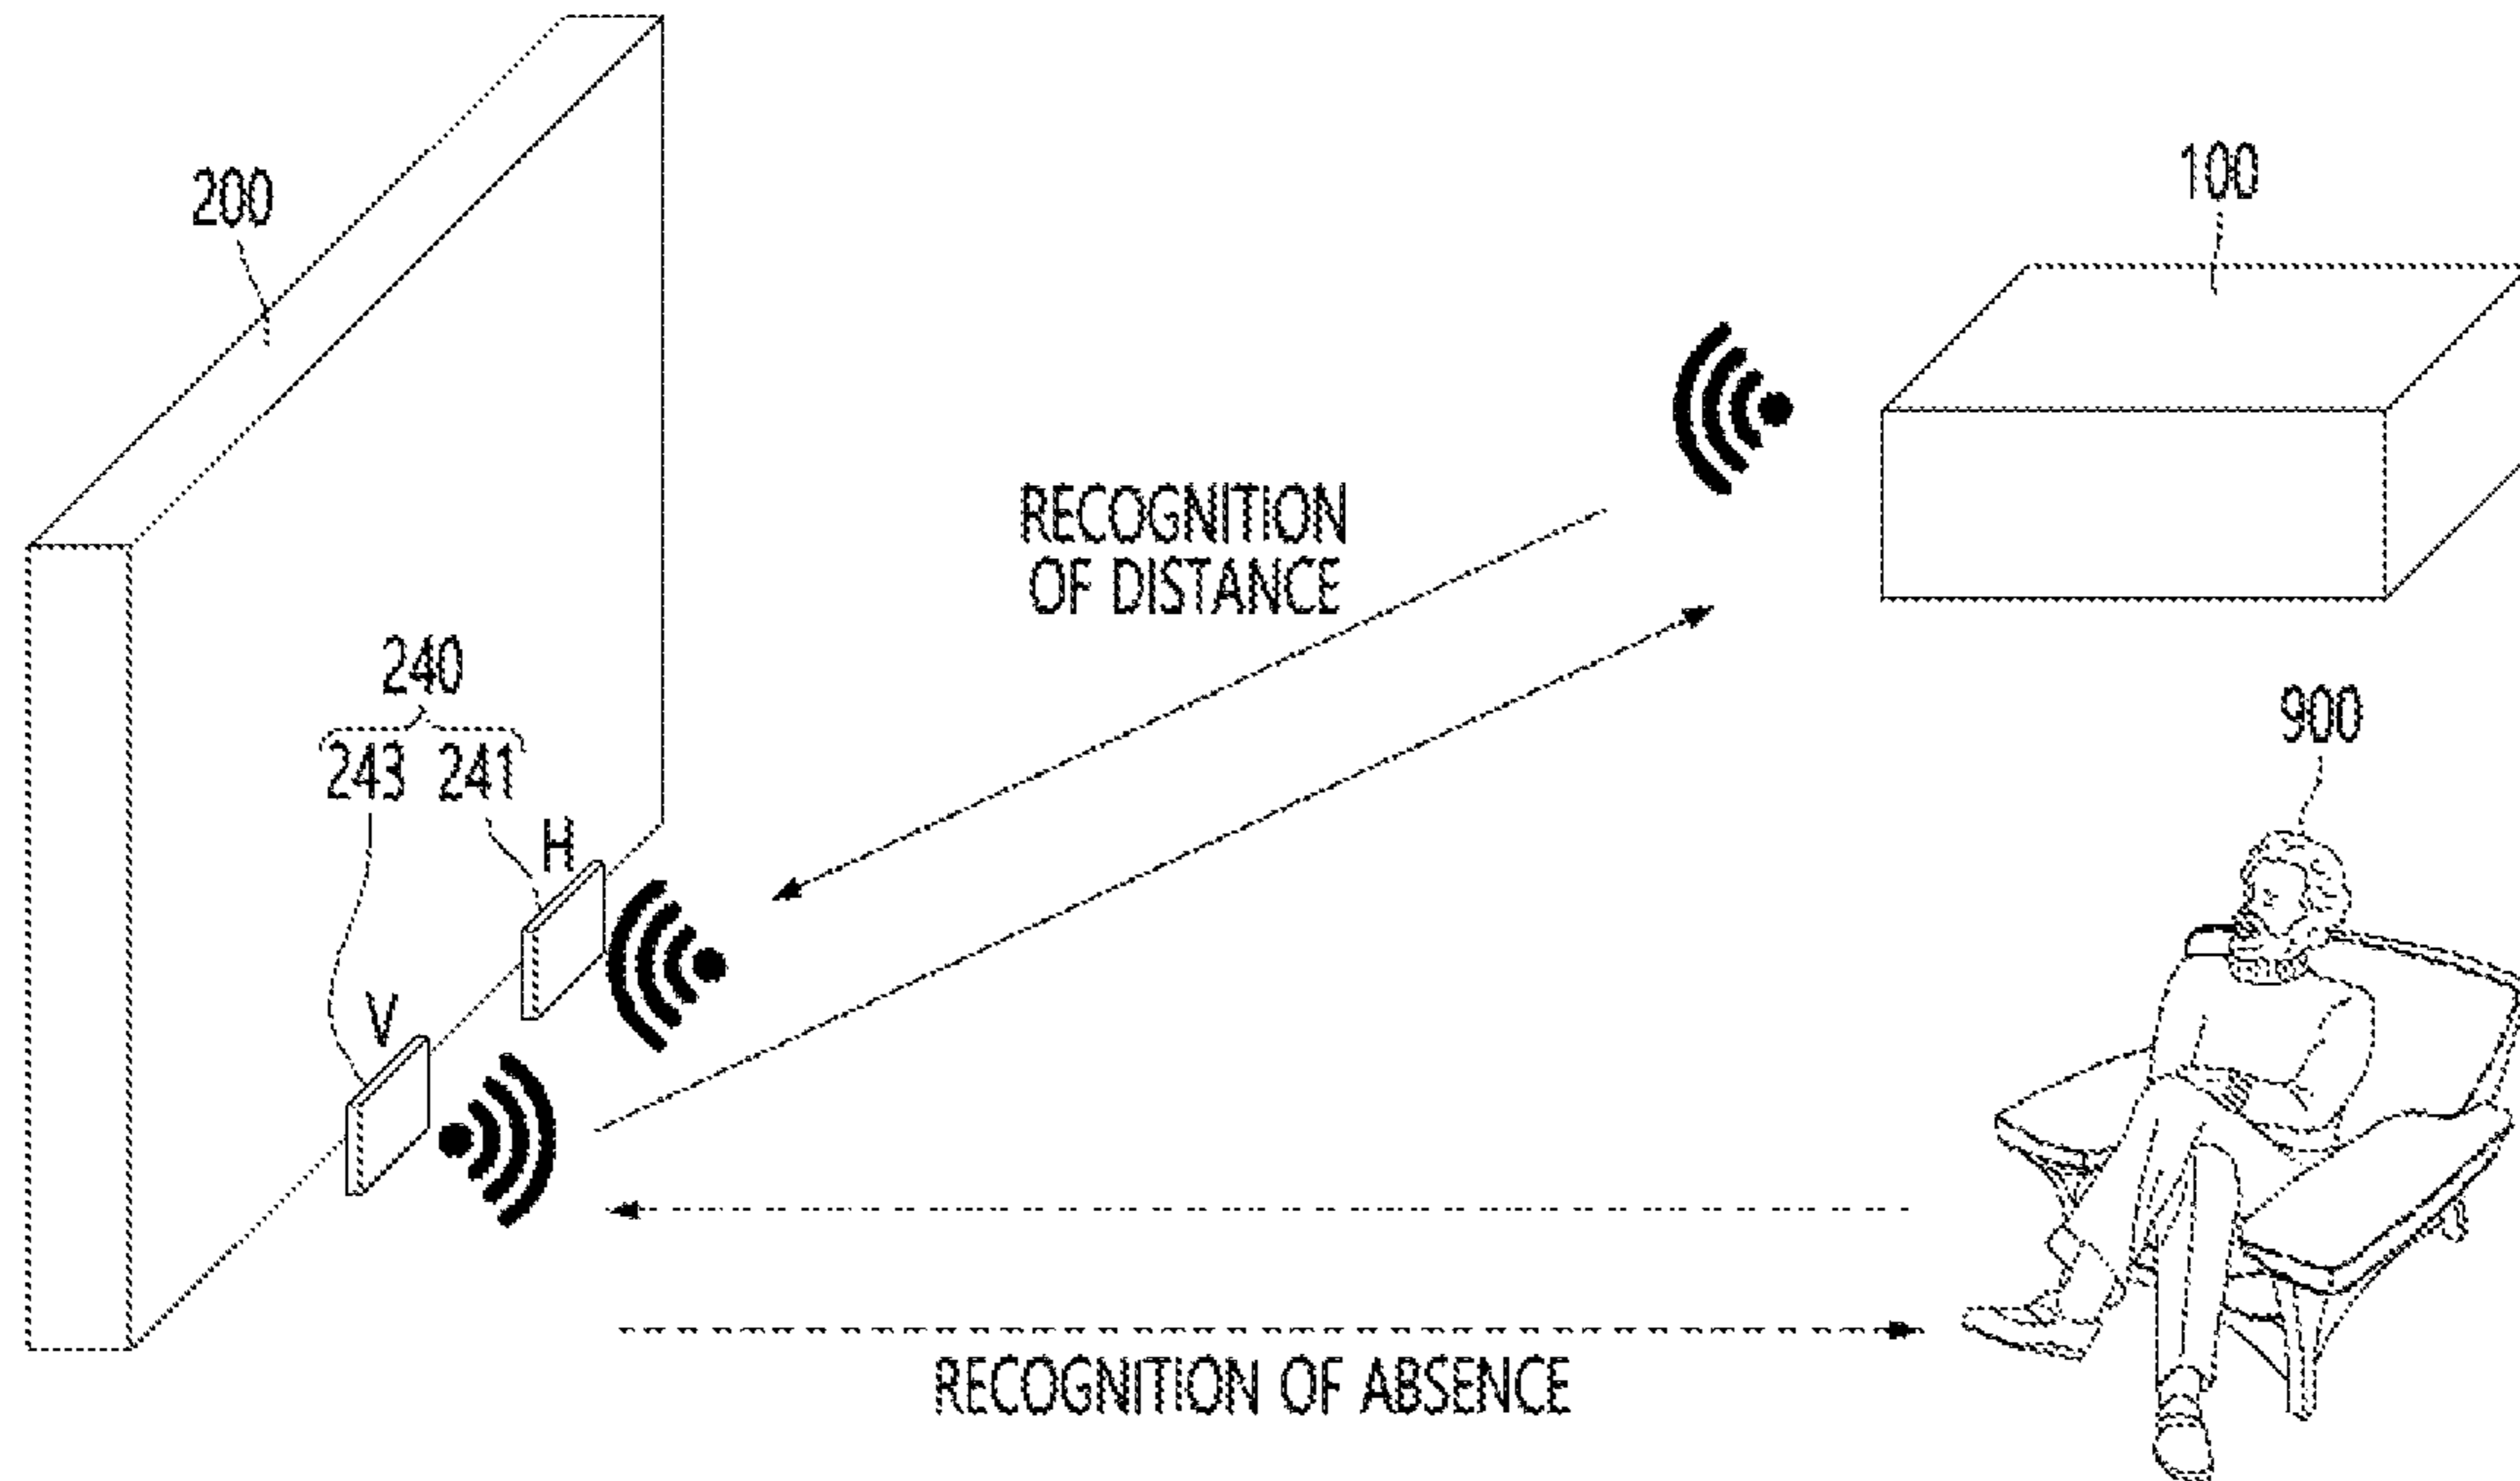 200
100
RECOGNITION
OF DISTANCE
240
243 241
900
H
V
RECOGNITION OF ABSENCE